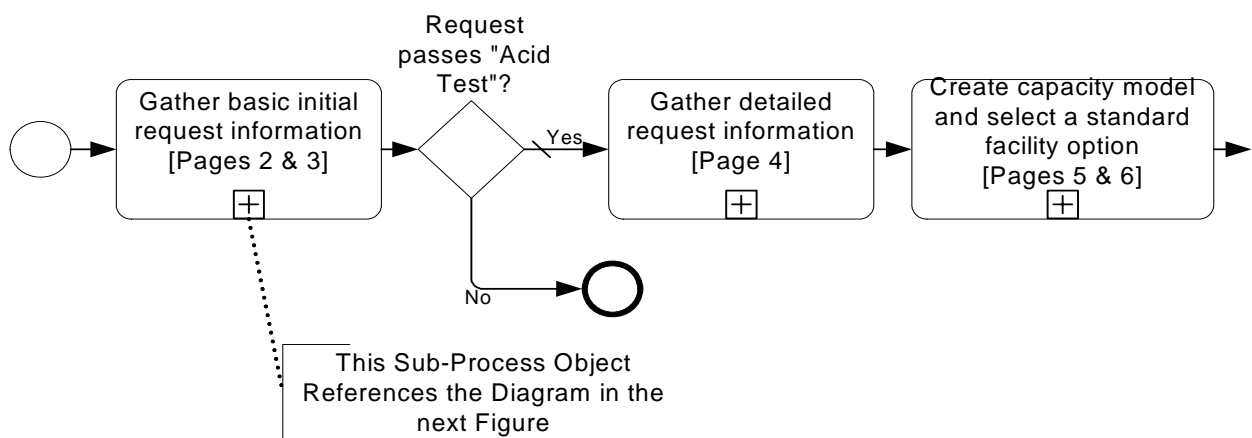 Request
passes "Acid
Test"?
Gather basic initial
request information
[Pages 2 & 3]
Yes
Gather detailed
request information
[Page 4]
Create capacity model
and select a standard
facility option
[Pages 5 & 6]
No
This Sub-Process Object
References the Diagram in the
next Figure